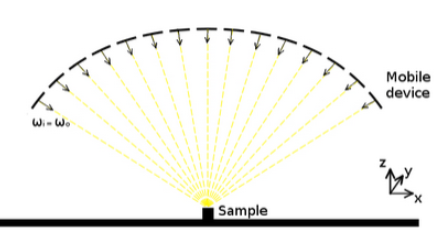 Mobile
device
ωᵢ = ωₒ
z
y
x
Sample